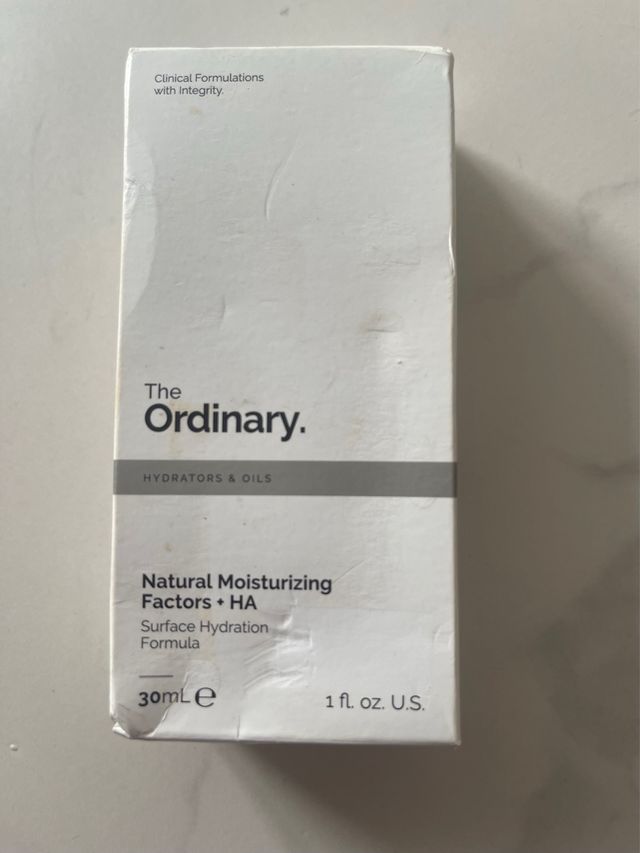 Clinical Formulations
with Integrity.
The
Ordinary.
HYDRATORS & OILS
Natural Moisturizing
Factors + HA
Surface Hydration
Formula
30mL ℮
1 fl. oz. U.S.